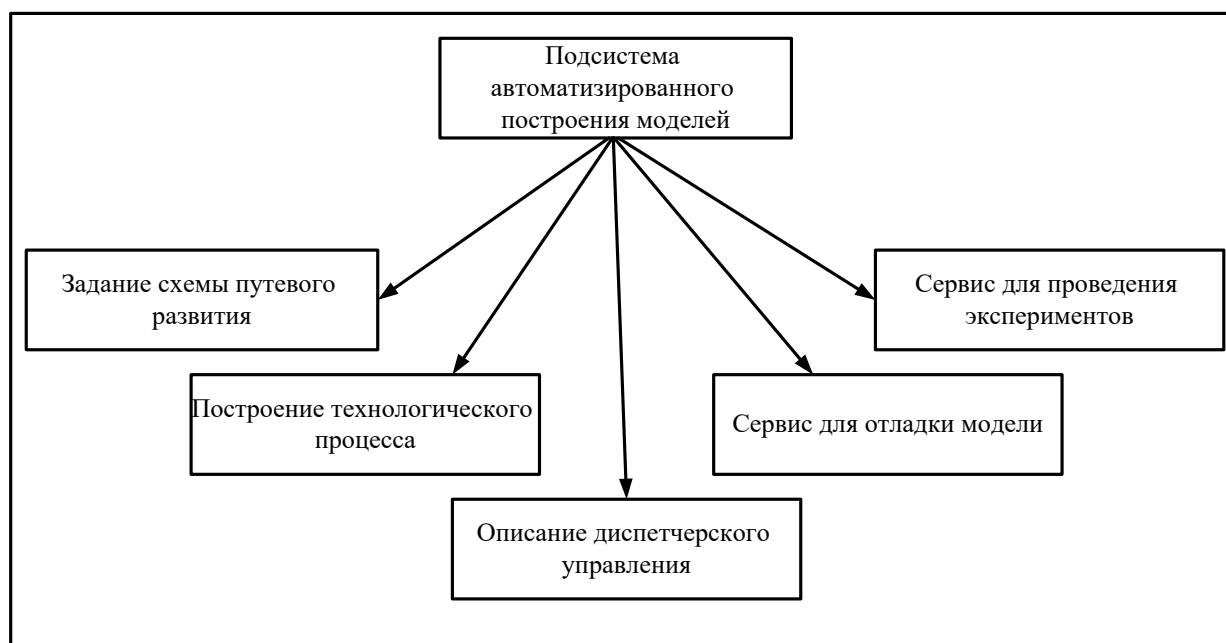 Подсистема
автоматизированного
построения моделей
Задание схемы путевого
развития
Сервис для проведения
экспериментов
Построение технологического
процесса
Сервис для отладки модели
Описание диспетчерского
управления